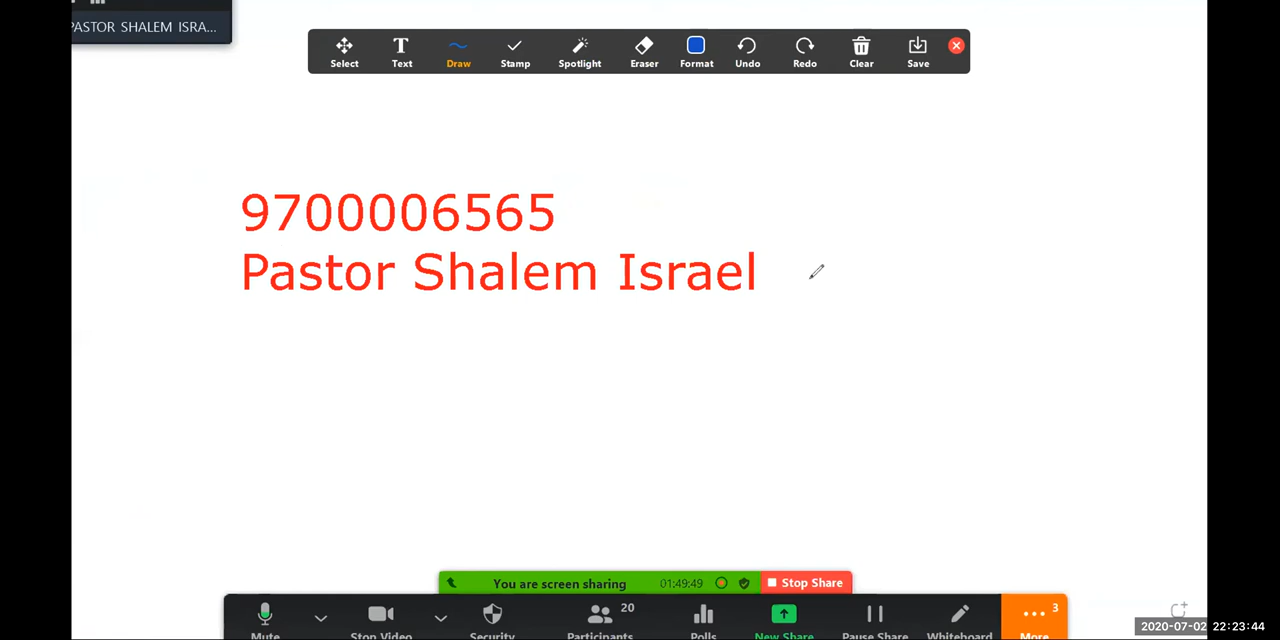 PASTOR SHALEM ISRA...
Select
Text
Draw
Stamp
Spotlight
Eraser
Format
Undo
Redo
Clear
Save
9700006565
Pastor Shalem Israel
You are screen sharing
01:49:49
Stop Share
Mute
Stop Video
Security
20
Participants
Polls
New Share
Pause Share
Whiteboard
3
More
2020-07-02 22:23:44